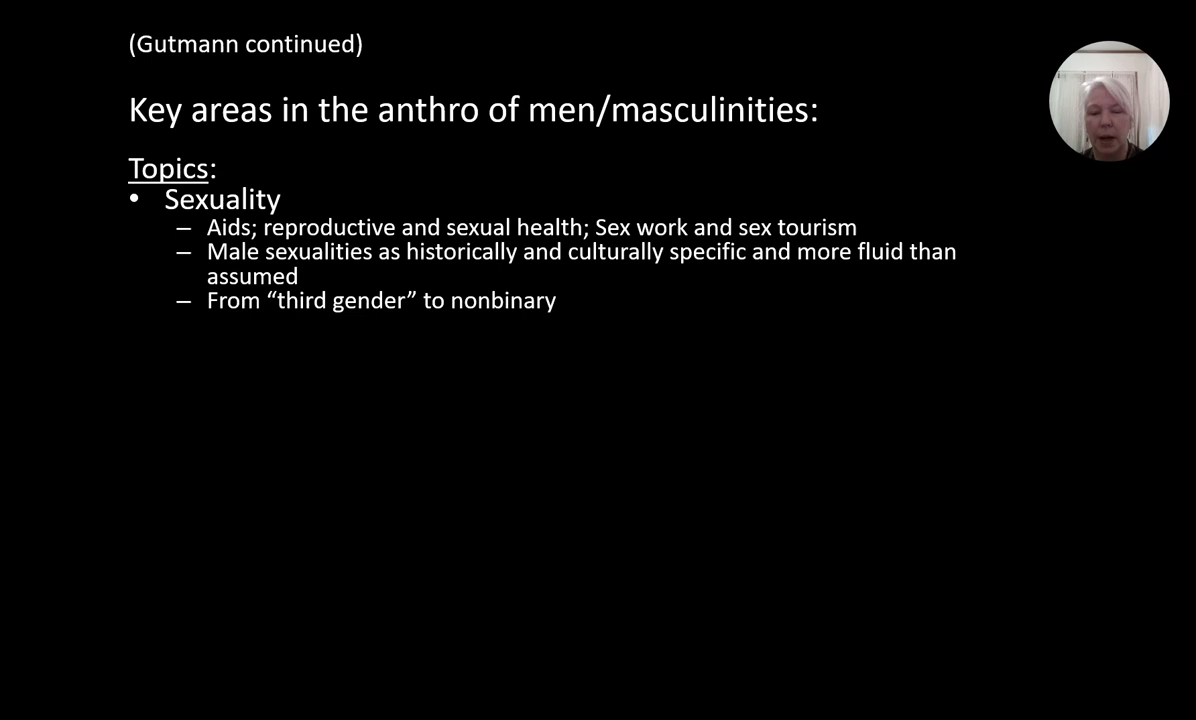 (Gutmann continued)
Key areas in the anthro of men/masculinities:
Topics:
• Sexuality
– Aids; reproductive and sexual health; Sex work and sex tourism
– Male sexualities as historically and culturally specific and more fluid than
assumed
– From “third gender” to nonbinary